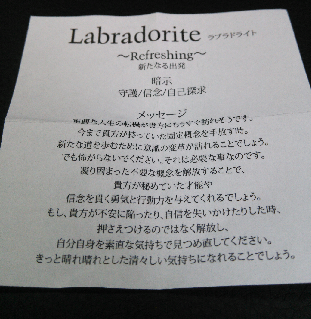 Labradorite ラブラドライト
～Refreshing～
新たなる出発
暗示
守護/信念/自己探求
メッセージ
今まで貴方が持っていた固定概念を手放す時。
新たな道を歩むために意識の変革が訪れることでしょう。
でも怖がらないでください。それは必要な事なのです。
凝り固まった不要な概念を解放することで、
貴方が秘めていた才能や
信念を貫く勇気と行動力を与えてくれるでしょう。
もし、貴方が不安に陥ったり、自信を失いかけたりした時、
押さえつけるのではなく解放し、
自分自身を素直な気持ちで見つめ直してください。
きっと晴れ晴れとした清々しい気持ちになれることでしょう。